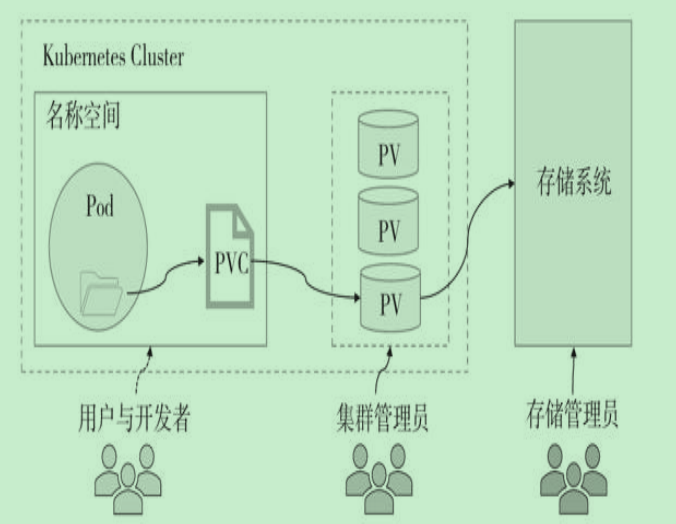 Kubernetes Cluster
名称空间
Pod
PVC
PV
PV
PV
存储系统
用户与开发者
集群管理员
存储管理员